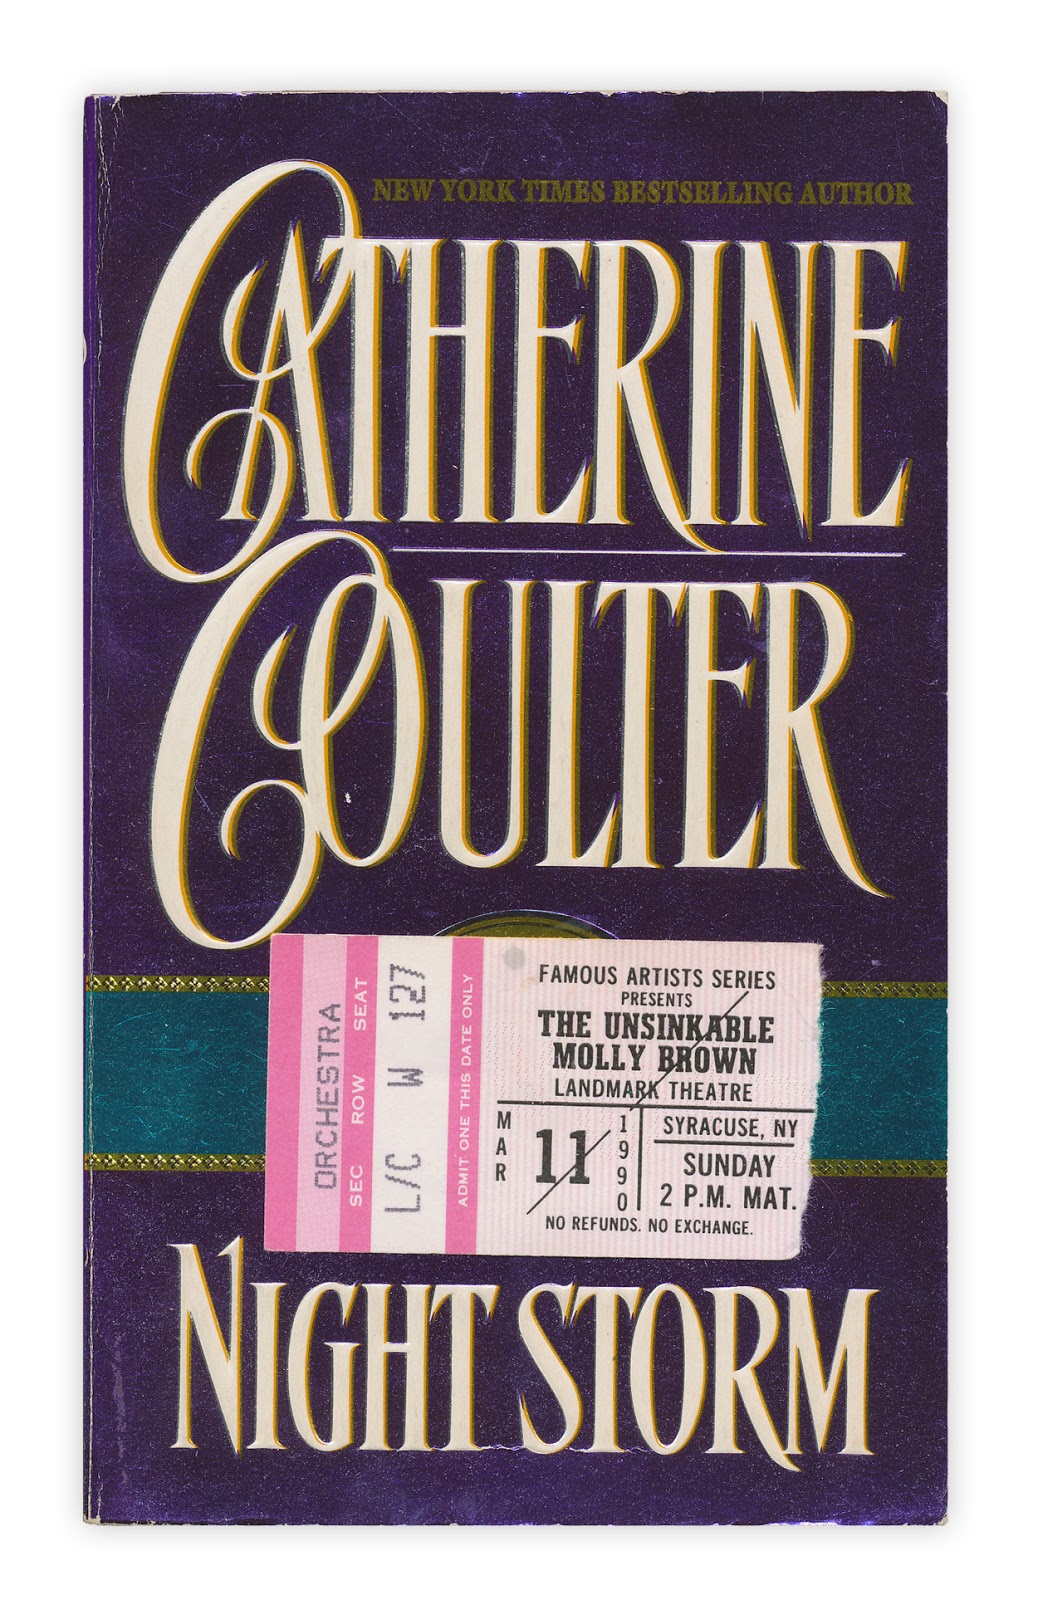 NEW YORK TIMES BESTSELLING AUTHOR
CATHERINE
COULTER
ORCHESTRA
SEC ROW SEAT
L/C W 127
ADMIT ONE THIS DATE ONLY
FAMOUS ARTISTS SERIES
PRESENTS
THE UNSINKABLE
MOLLY BROWN
LANDMARK THEATRE
MAR 11 1990
SYRACUSE, NY
SUNDAY
2 P.M. MAT.
NO REFUNDS. NO EXCHANGE.
NIGHT STORM